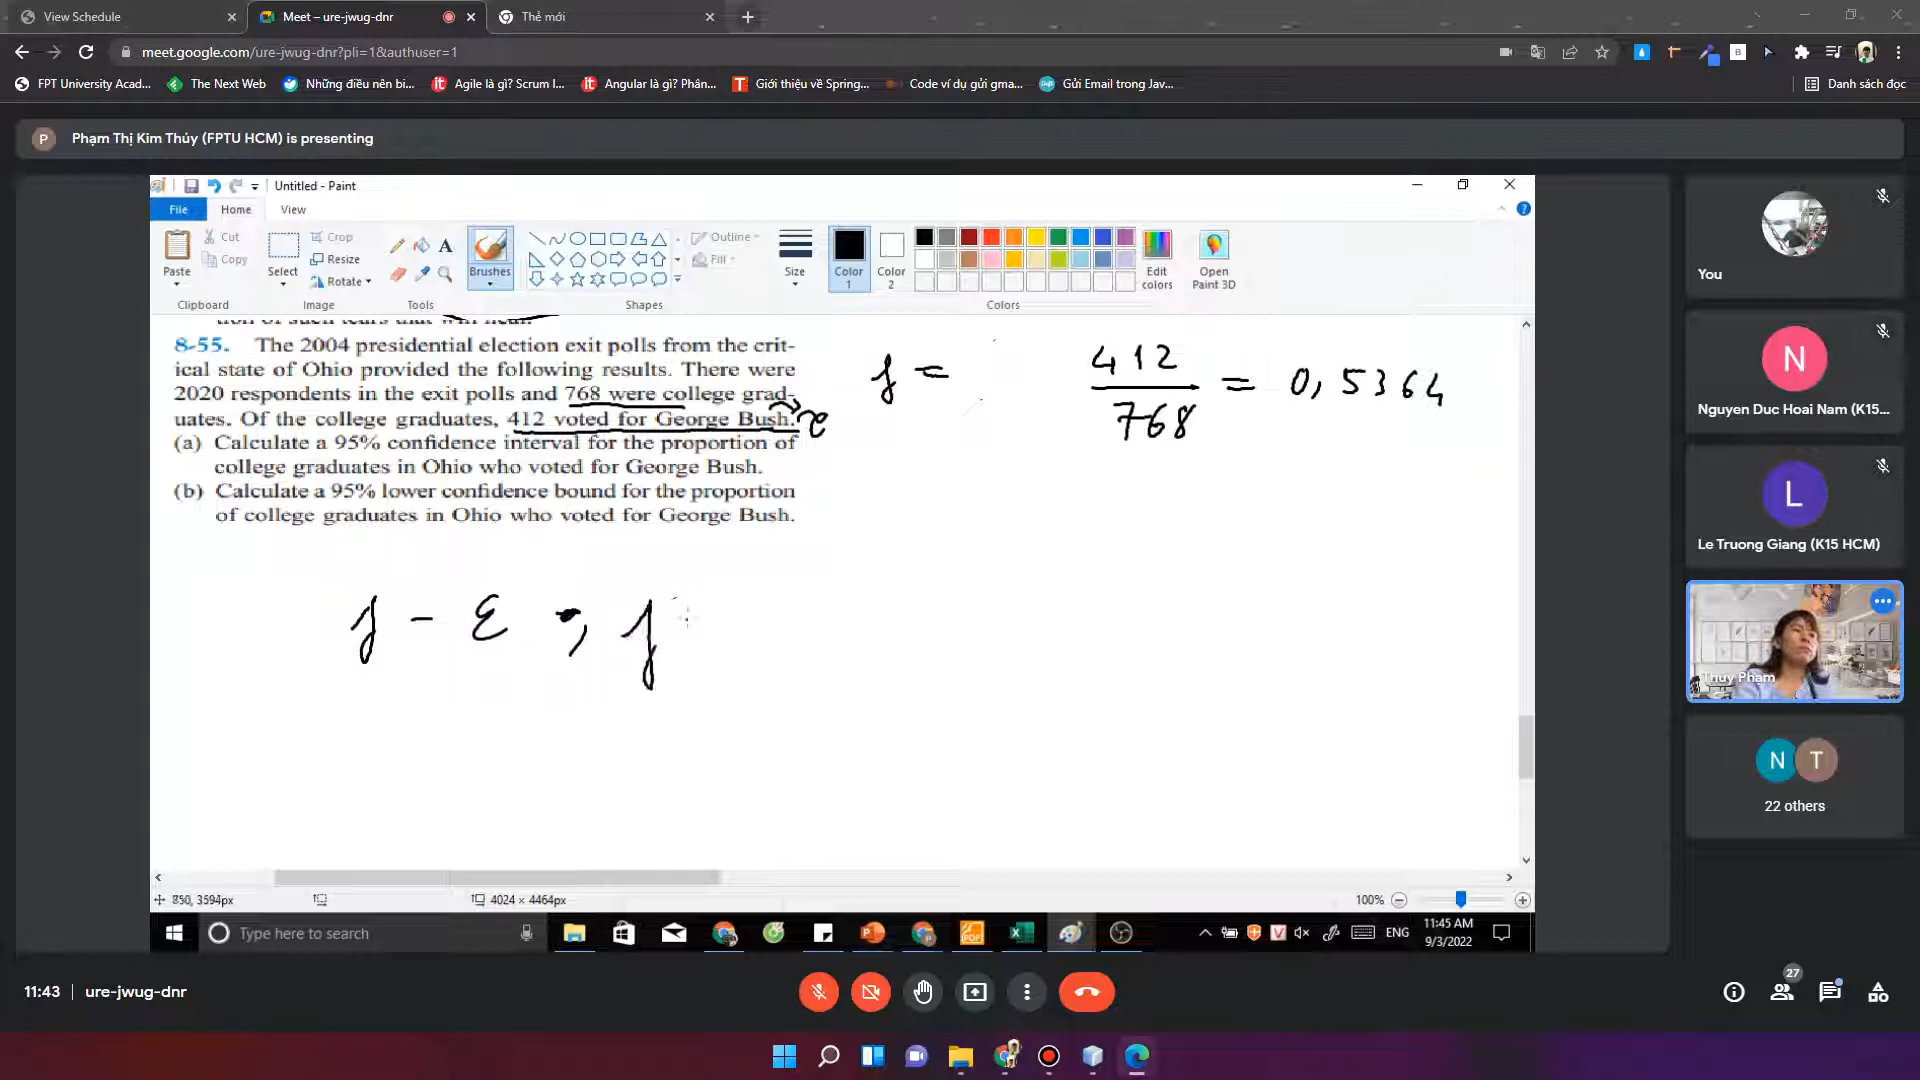 View Schedule
Meet – ure-jwug-dnr
Thẻ mới
meet.google.com/ure-jwug-dnr?pli=1&authuser=1
FPT University Acad...
The Next Web
Những điều nên bi...
Agile là gì? Scrum l...
Angular là gì? Phân...
Giới thiệu về Spring...
Code ví dụ gửi gma...
Gửi Email trong Jav...
Danh sách đọc
P
Phạm Thị Kim Thủy (FPTU HCM) is presenting
Untitled - Paint
File
Home
View
Paste
Cut
Copy
Clipboard
Select
Crop
Resize
Rotate
Image
A
Tools
Brushes
Outline
Fill
Shapes
Size
Color 1
Color 2
Edit colors
Colors
Open Paint 3D
8-55. The 2004 presidential election exit polls from the crit-
ical state of Ohio provided the following results. There were
2020 respondents in the exit polls and 768 were college grad-
uates. Of the college graduates, 412 voted for George Bush.
(a) Calculate a 95% confidence interval for the proportion of
college graduates in Ohio who voted for George Bush.
(b) Calculate a 95% lower confidence bound for the proportion
of college graduates in Ohio who voted for George Bush.
f = 412 / 768 = 0,5364
f - ε ; f
850, 3594px
4024 × 4464px
100%
Type here to search
ENG
11:45 AM
9/3/2022
You
N
Nguyen Duc Hoai Nam (K15...
L
Le Truong Giang (K15 HCM)
Thuy Pham
N T
22 others
11:43 | ure-jwug-dnr
27